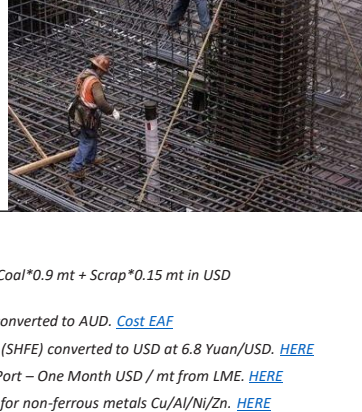 Coal*0.9 mt + Scrap*0.15 mt in USD
onverted to AUD. Cost EAF
(SHFE) converted to USD at 6.8 Yuan/USD. HERE
Port – One Month USD / mt from LME. HERE
for non-ferrous metals Cu/Al/Ni/Zn. HERE